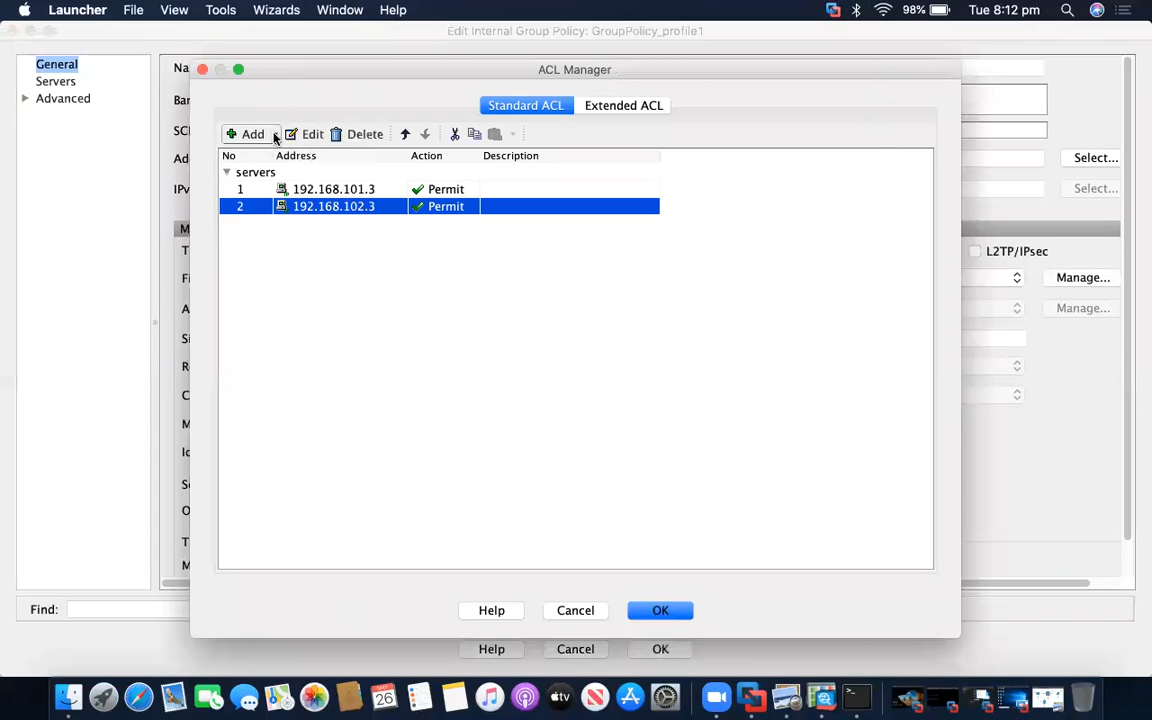 Launcher File View Tools Wizards Window Help 98% Tue 8:12 pm
Edit Internal Group Policy: GroupPolicy_profile1
General
Servers
Advanced
ACL Manager
Standard ACL Extended ACL
Add Edit Delete
No Address Action Description
servers
1 192.168.101.3 Permit
2 192.168.102.3 Permit
Select...
Select...
L2TP/IPsec
Manage...
Manage...
Help Cancel OK
Find:
Help Cancel OK
26
tv